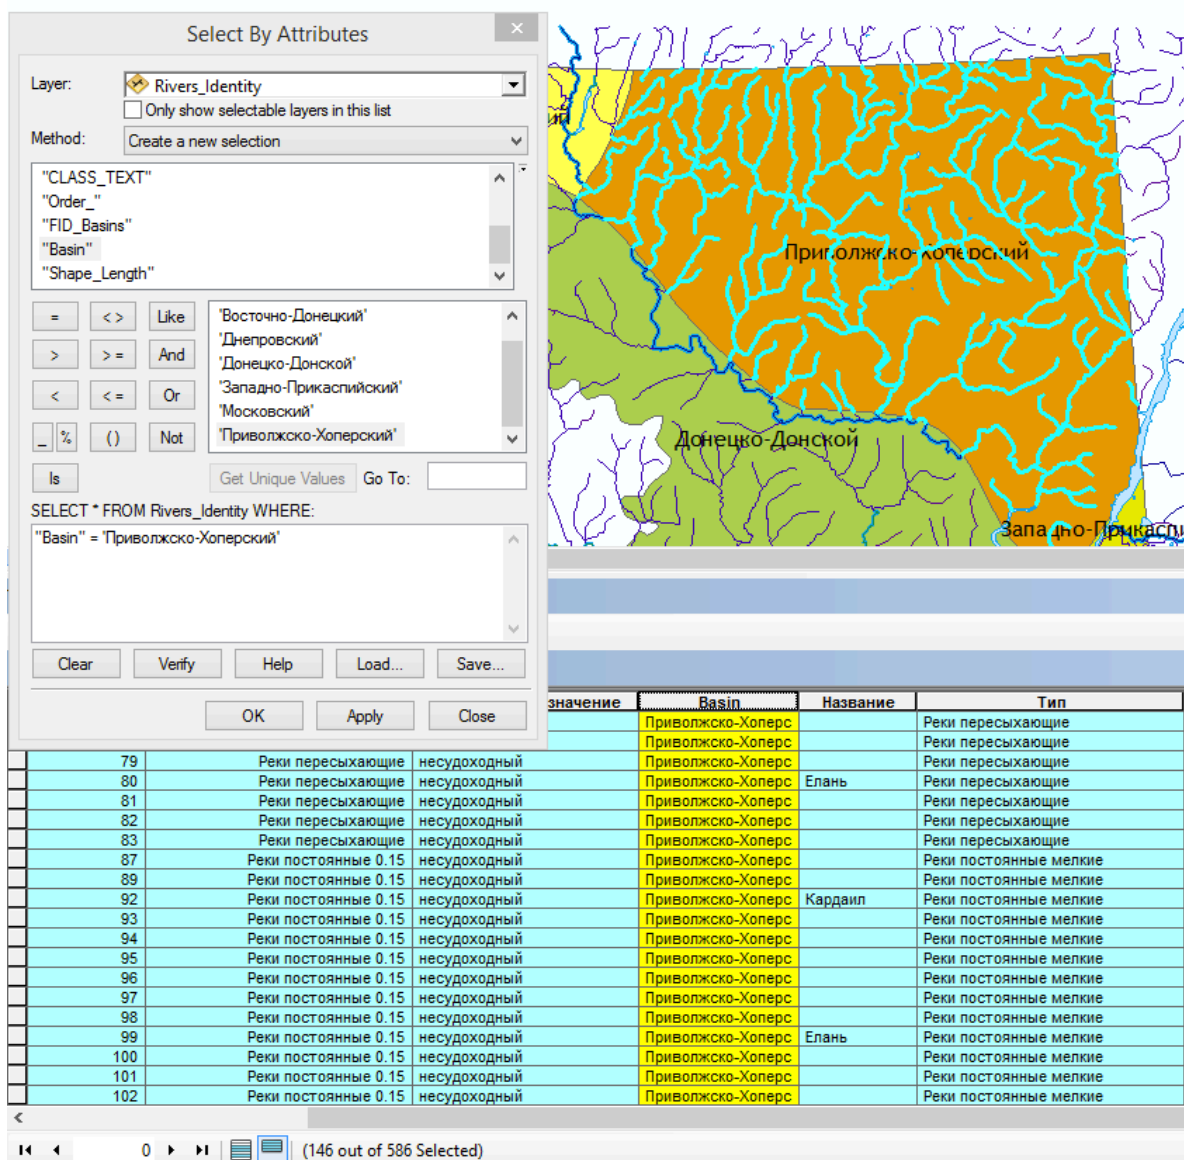 Select By Attributes
×
Layer:
Rivers_Identity
Only show selectable layers in this list
Method:
Create a new selection
"CLASS_TEXT"
"Order_"
"FID_Basins"
"Basin"
"Shape_Length"
= <> Like
> >= And
< <= Or
_ % () Not
Is
'Восточно-Донецкий'
'Днепровский'
'Донецко-Донской'
'Западно-Прикаспийский'
'Московский'
'Приволжско-Хоперский'
Get Unique Values Go To:
SELECT * FROM Rivers_Identity WHERE:
"Basin" = 'Приволжско-Хоперский'
Clear Verify Help Load... Save...
OK Apply Close
ий
Приволжско-Хоперский
Донецко-Донской
Западно-Прикаспи
значение Basin Название Тип
Приволжско-Хоперс Реки пересыхающие
Приволжско-Хоперс Реки пересыхающие
79 Реки пересыхающие несудоходный Приволжско-Хоперс Реки пересыхающие
80 Реки пересыхающие несудоходный Приволжско-Хоперс Елань Реки пересыхающие
81 Реки пересыхающие несудоходный Приволжско-Хоперс Реки пересыхающие
82 Реки пересыхающие несудоходный Приволжско-Хоперс Реки пересыхающие
83 Реки пересыхающие несудоходный Приволжско-Хоперс Реки пересыхающие
87 Реки постоянные 0.15 несудоходный Приволжско-Хоперс Реки постоянные мелкие
89 Реки постоянные 0.15 несудоходный Приволжско-Хоперс Реки постоянные мелкие
92 Реки постоянные 0.15 несудоходный Приволжско-Хоперс Кардаил Реки постоянные мелкие
93 Реки постоянные 0.15 несудоходный Приволжско-Хоперс Реки постоянные мелкие
94 Реки постоянные 0.15 несудоходный Приволжско-Хоперс Реки постоянные мелкие
95 Реки постоянные 0.15 несудоходный Приволжско-Хоперс Реки постоянные мелкие
96 Реки постоянные 0.15 несудоходный Приволжско-Хоперс Реки постоянные мелкие
97 Реки постоянные 0.15 несудоходный Приволжско-Хоперс Реки постоянные мелкие
98 Реки постоянные 0.15 несудоходный Приволжско-Хоперс Реки постоянные мелкие
99 Реки постоянные 0.15 несудоходный Приволжско-Хоперс Елань Реки постоянные мелкие
100 Реки постоянные 0.15 несудоходный Приволжско-Хоперс Реки постоянные мелкие
101 Реки постоянные 0.15 несудоходный Приволжско-Хоперс Реки постоянные мелкие
102 Реки постоянные 0.15 несудоходный Приволжско-Хоперс Реки постоянные мелкие
0 (146 out of 586 Selected)